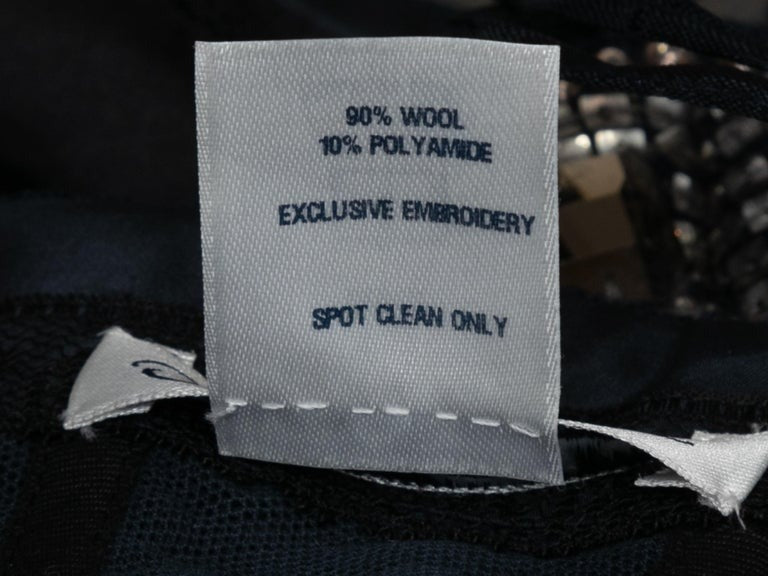 90% WOOL
10% POLYAMIDE
EXCLUSIVE EMBROIDERY
SPOT CLEAN ONLY